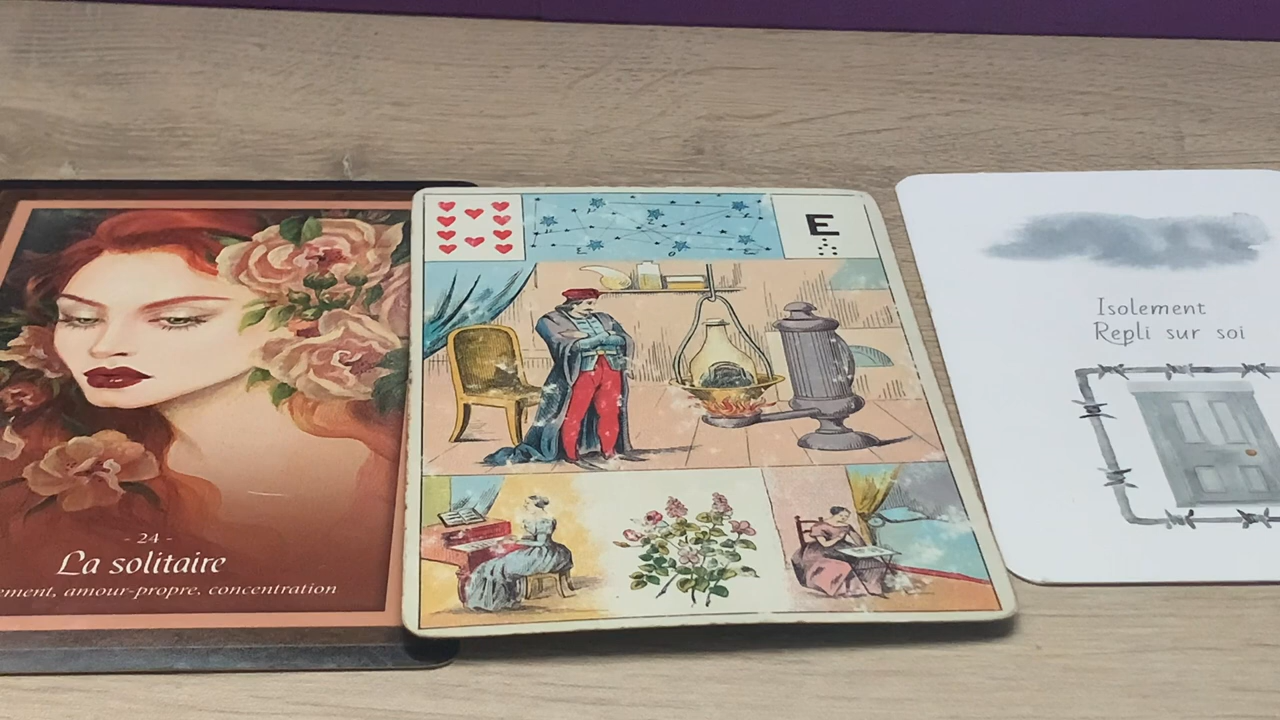 - 24 -
La solitaire
ement, amour-propre, concentration
E
Isolement
Repli sur soi